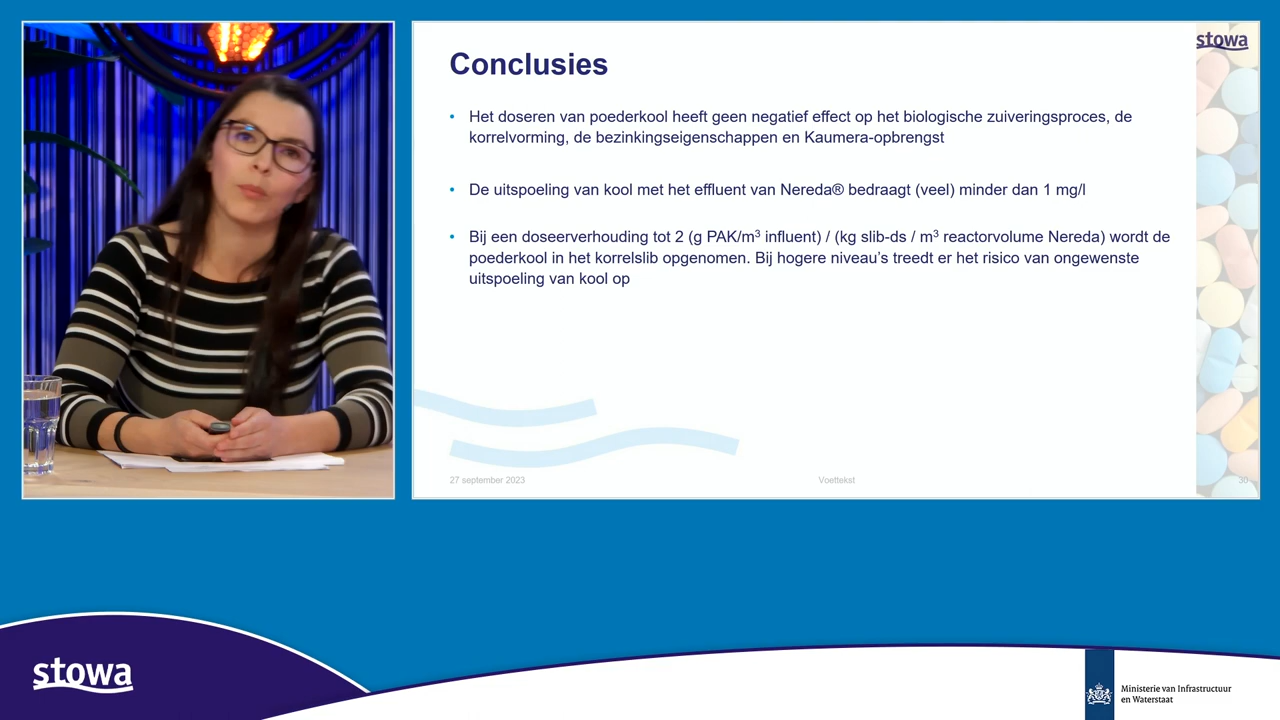 stowa
Conclusies
• Het doseren van poederkool heeft geen negatief effect op het biologische zuiveringsproces, de
korrelvorming, de bezinkingseigenschappen en Kaumera-opbrengst
• De uitspoeling van kool met het effluent van Nereda® bedraagt (veel) minder dan 1 mg/l
• Bij een doseerverhouding tot 2 (g PAK/m³ influent) / (kg slib-ds / m³ reactorvolume Nereda) wordt de
poederkool in het korrelslib opgenomen. Bij hogere niveau’s treedt er het risico van ongewenste
uitspoeling van kool op
27 september 2023
Voettekst
30
stowa
Ministerie van Infrastructuur
en Waterstaat